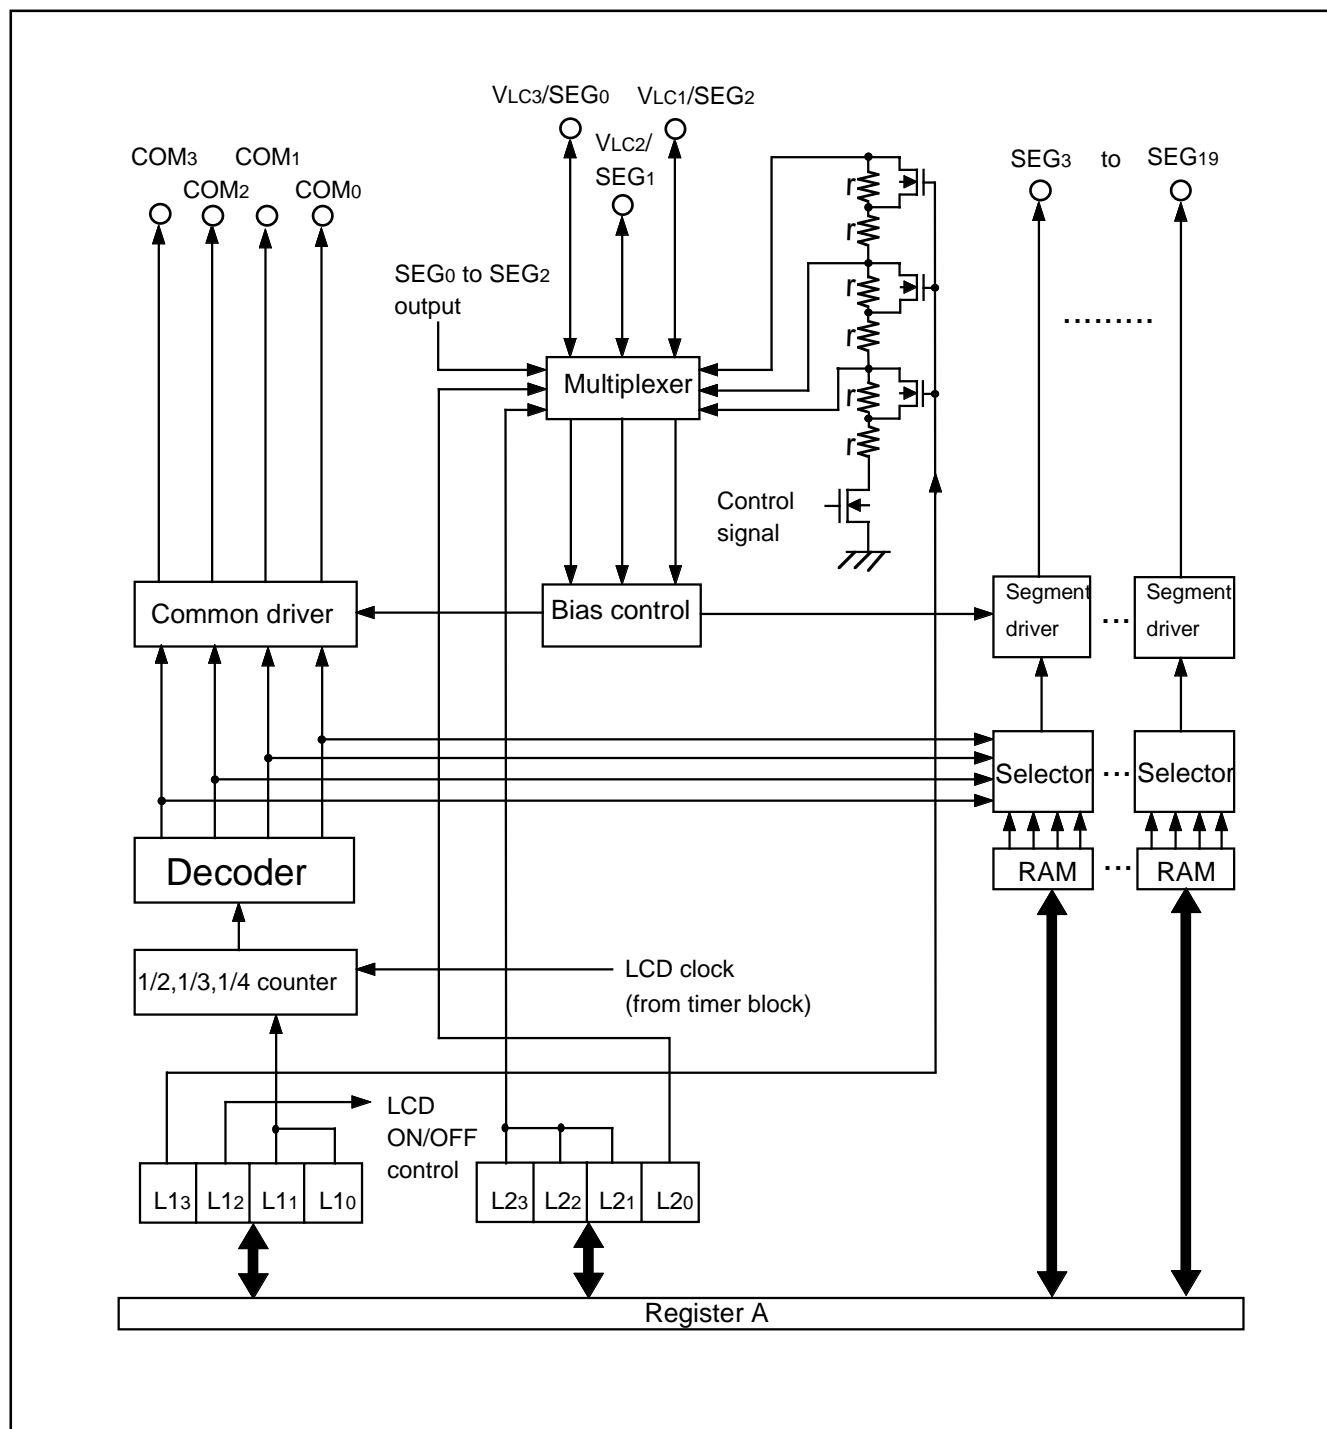 VLC3/SEG0 VLC1/SEG2
VLC2/
SEG1
COM3 COM1
COM2 COM0
SEG3 to SEG19
r
r
r
r
r
r
SEG0 to SEG2
output
.........
Multiplexer
Control
signal
Common driver
Bias control
Segment
driver
...
Segment
driver
Selector ... Selector
Decoder
RAM ... RAM
1/2,1/3,1/4 counter
LCD clock
(from timer block)
LCD
ON/OFF
control
L13 L12 L11 L10
L23 L22 L21 L20
Register A